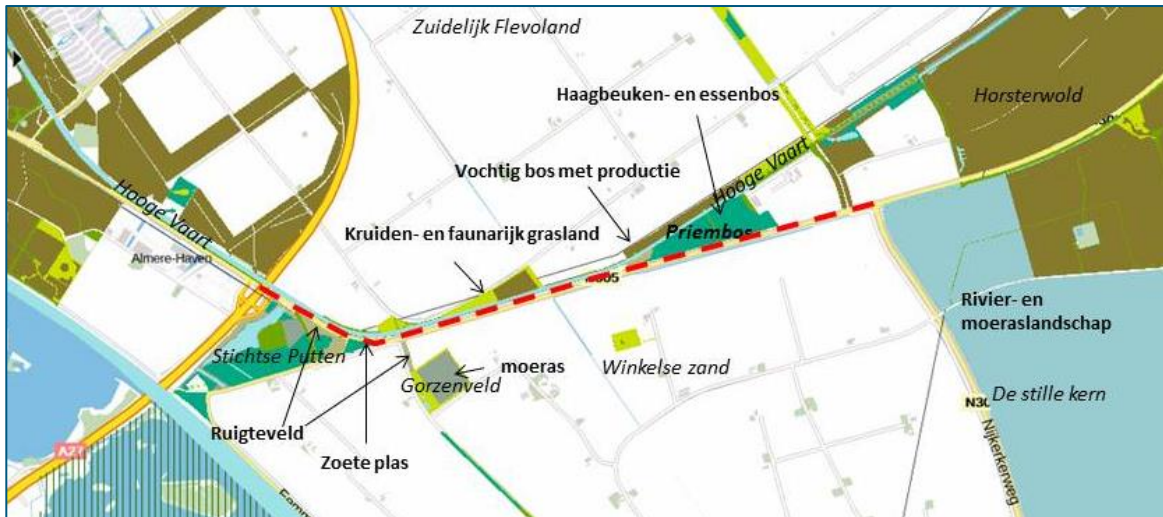 Zuidelijk Flevoland
Haagbeuken- en essenbos
Horsterwold
Vochtig bos met productie
Hooge Vaart
Hooge Vaart
Kruiden- en faunarijk grasland
Priembos
Almere-Haven
Rivier- en
moeraslandschap
Stichtse Putten
moeras
Winkelse zand
Gorzenveld
De stille kern
Ruigteveld
Zoete plas
A27
Nijkerkerweg